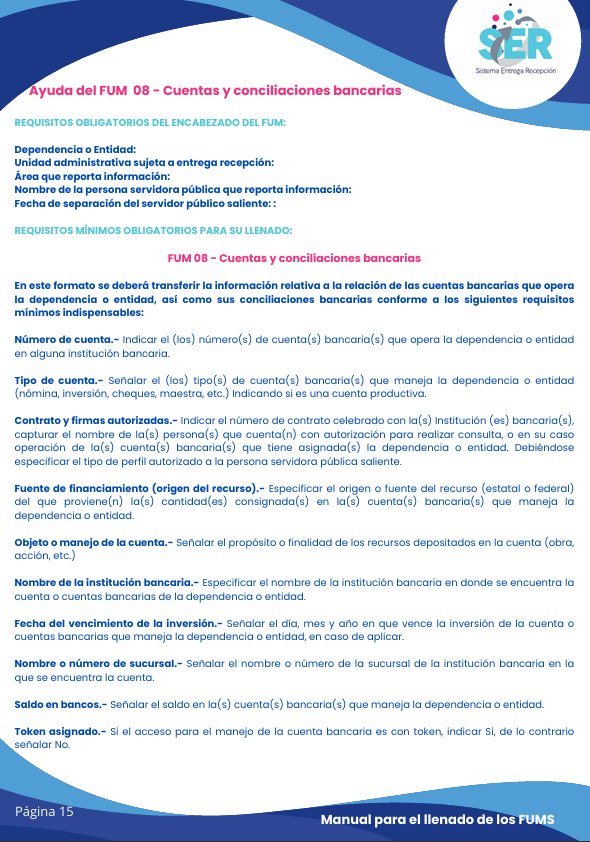 SER
Sistema Entrega Recepción
Ayuda del FUM 08 - Cuentas y conciliaciones bancarias
REQUISITOS OBLIGATORIOS DEL ENCABEZADO DEL FUM:
Dependencia o Entidad:
Unidad administrativa sujeta a entrega recepción:
Área que reporta información:
Nombre de la persona servidora pública que reporta información:
Fecha de separación del servidor público saliente: :
REQUISITOS MÍNIMOS OBLIGATORIOS PARA SU LLENADO:
FUM 08 - Cuentas y conciliaciones bancarias
En este formato se deberá transferir la información relativa a la relación de las cuentas bancarias que opera
la dependencia o entidad, así como sus conciliaciones bancarias conforme a los siguientes requisitos
mínimos indispensables:
Número de cuenta.- Indicar el (los) número(s) de cuenta(s) bancaria(s) que opera la dependencia o entidad
en alguna institución bancaria.
Tipo de cuenta.- Señalar el (los) tipo(s) de cuenta(s) bancaria(s) que maneja la dependencia o entidad
(nómina, inversión, cheques, maestra, etc.) Indicando si es una cuenta productiva.
Contrato y firmas autorizadas.- Indicar el número de contrato celebrado con la(s) Institución (es) bancaria(s),
capturar el nombre de la(s) persona(s) que cuenta(n) con autorización para realizar consulta, o en su caso
operación de la(s) cuenta(s) bancaria(s) que tiene asignada(s) la dependencia o entidad. Debiéndose
especificar el tipo de perfil autorizado a la persona servidora pública saliente.
Fuente de financiamiento (origen del recurso).- Especificar el origen o fuente del recurso (estatal o federal)
del que proviene(n) la(s) cantidad(es) consignada(s) en la(s) cuenta(s) bancaria(s) que maneja la
dependencia o entidad.
Objeto o manejo de la cuenta.- Señalar el propósito o finalidad de los recursos depositados en la cuenta (obra,
acción, etc.)
Nombre de la institución bancaria.- Especificar el nombre de la institución bancaria en donde se encuentra la
cuenta o cuentas bancarias de la dependencia o entidad.
Fecha del vencimiento de la inversión.- Señalar el día, mes y año en que vence la inversión de la cuenta o
cuentas bancarias que maneja la dependencia o entidad, en caso de aplicar.
Nombre o número de sucursal.- Señalar el nombre o número de la sucursal de la institución bancaria en la
que se encuentra la cuenta.
Saldo en bancos.- Señalar el saldo en la(s) cuenta(s) bancaria(s) que maneja la dependencia o entidad.
Token asignado.- Si el acceso para el manejo de la cuenta bancaria es con token, indicar Si, de lo contrario
señalar No.
Página 15
Manual para el llenado de los FUMS